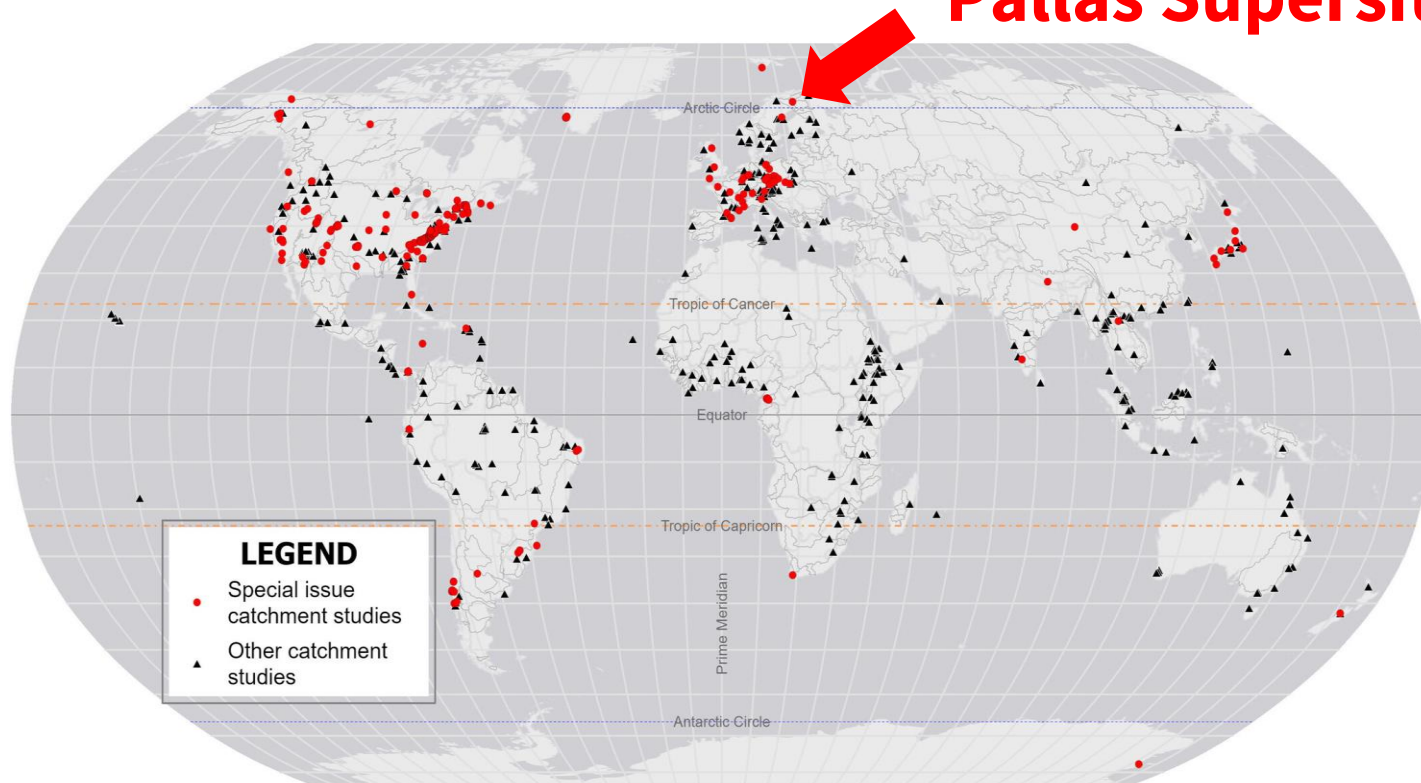 Pallas
Arctic Circle
Tropic of Cancer
Equator
Tropic of Capricorn
Prime Meridian
Antarctic Circle
LEGEND
Special issue
catchment studies
Other catchment
studies